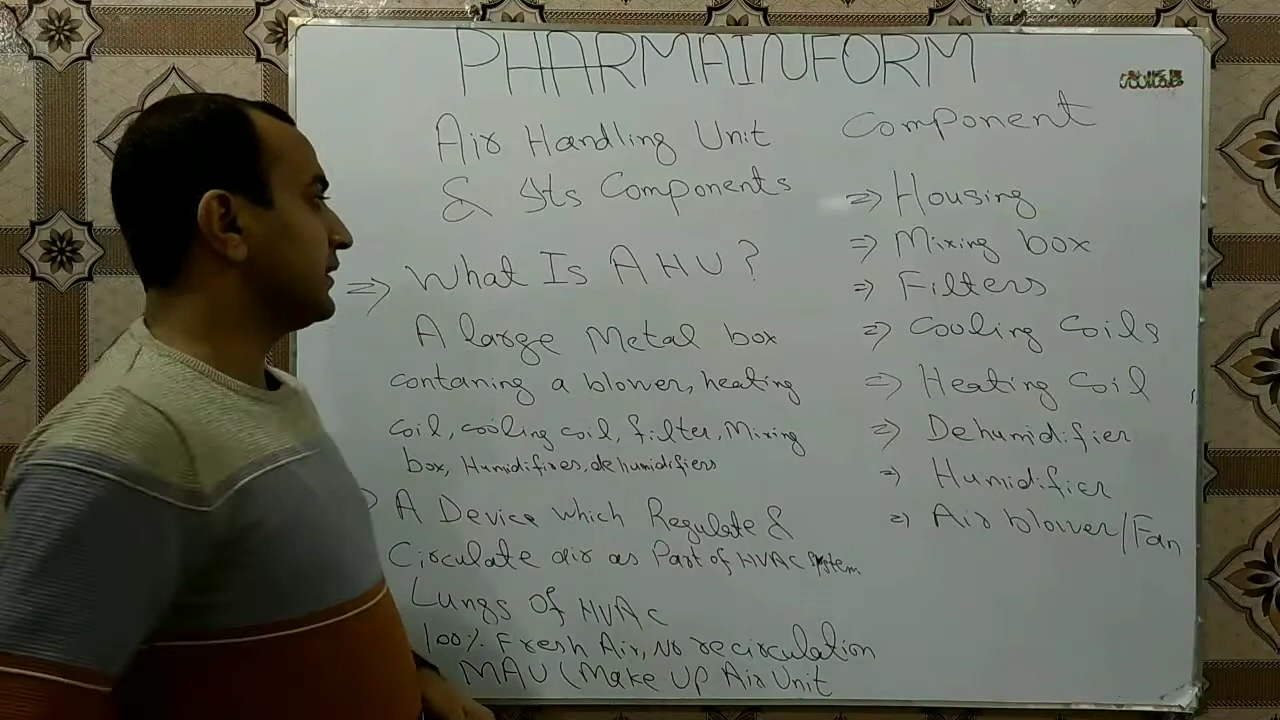 PHARMAINFORM
Air Handling Unit
& Its Components
⇒ What Is AHU?
A large Metal box
contaning a blower, heating
coil, cooling coil, filter, Mixing
box, Humidifires, dehumidifiers
A Device which Regulate &
Circulate air as Part of HVAC system
Lungs of HVAC
100% Fresh Air, No recirculation
MAU (Make Up Air Unit
Component
⇒ Housing
⇒ Mixing box
⇒ Filters
⇒ Cooling Coils
⇒ Heating Coil
⇒ Dehumidifier
⇒ Humidifier
⇒ Air blower/Fan